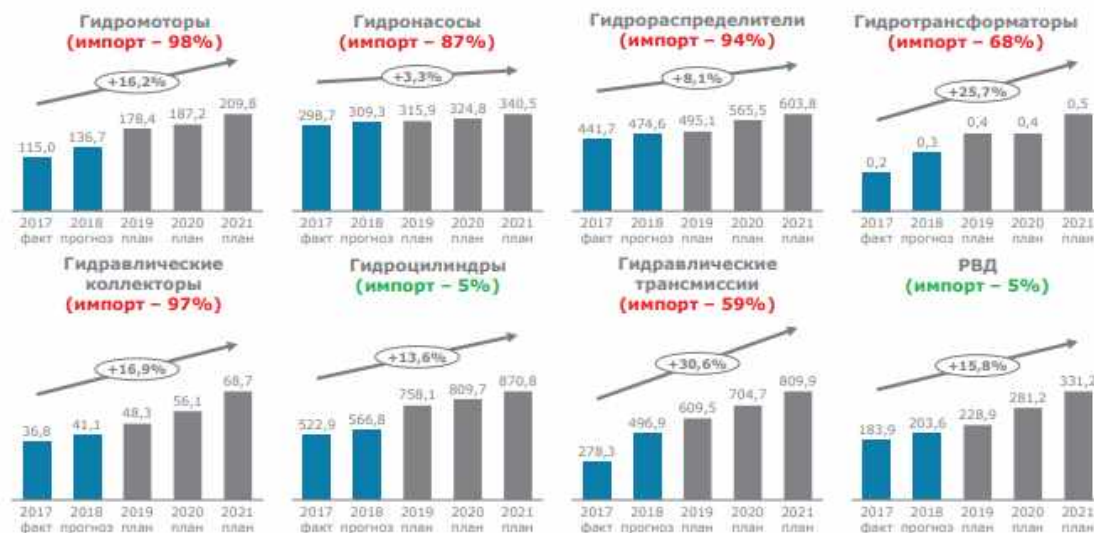 Гидромоторы
(импорт – 98%)
+16,2%
115,0 136,7 178,4 187,2 209,8
2017 2018 2019 2020 2021
факт прогноз план план план
Гидронасосы
(импорт – 87%)
+3,3%
298,7 309,3 315,9 324,8 340,5
2017 2018 2019 2020 2021
факт прогноз план план план
Гидрораспределители
(импорт – 94%)
+8,1%
441,7 474,6 495,1 565,5 603,8
2017 2018 2019 2020 2021
факт прогноз план план план
Гидротрансформаторы
(импорт – 68%)
+25,7%
0,2 0,3 0,4 0,4 0,5
2017 2018 2019 2020 2021
факт прогноз план план план
Гидравлические
коллекторы
(импорт – 97%)
+16,9%
36,8 41,1 48,3 56,1 68,7
2017 2018 2019 2020 2021
факт прогноз план план план
Гидроцилиндры
(импорт – 5%)
+13,6%
522,9 566,8 758,1 809,7 870,8
2017 2018 2019 2020 2021
факт прогноз план план план
Гидравлические
трансмиссии
(импорт – 59%)
+30,6%
278,3 496,9 609,5 704,7 809,9
2017 2018 2019 2020 2021
факт прогноз план план план
РВД
(импорт – 5%)
+15,8%
183,9 203,6 228,9 281,2 331,2
2017 2018 2019 2020 2021
факт прогноз план план план